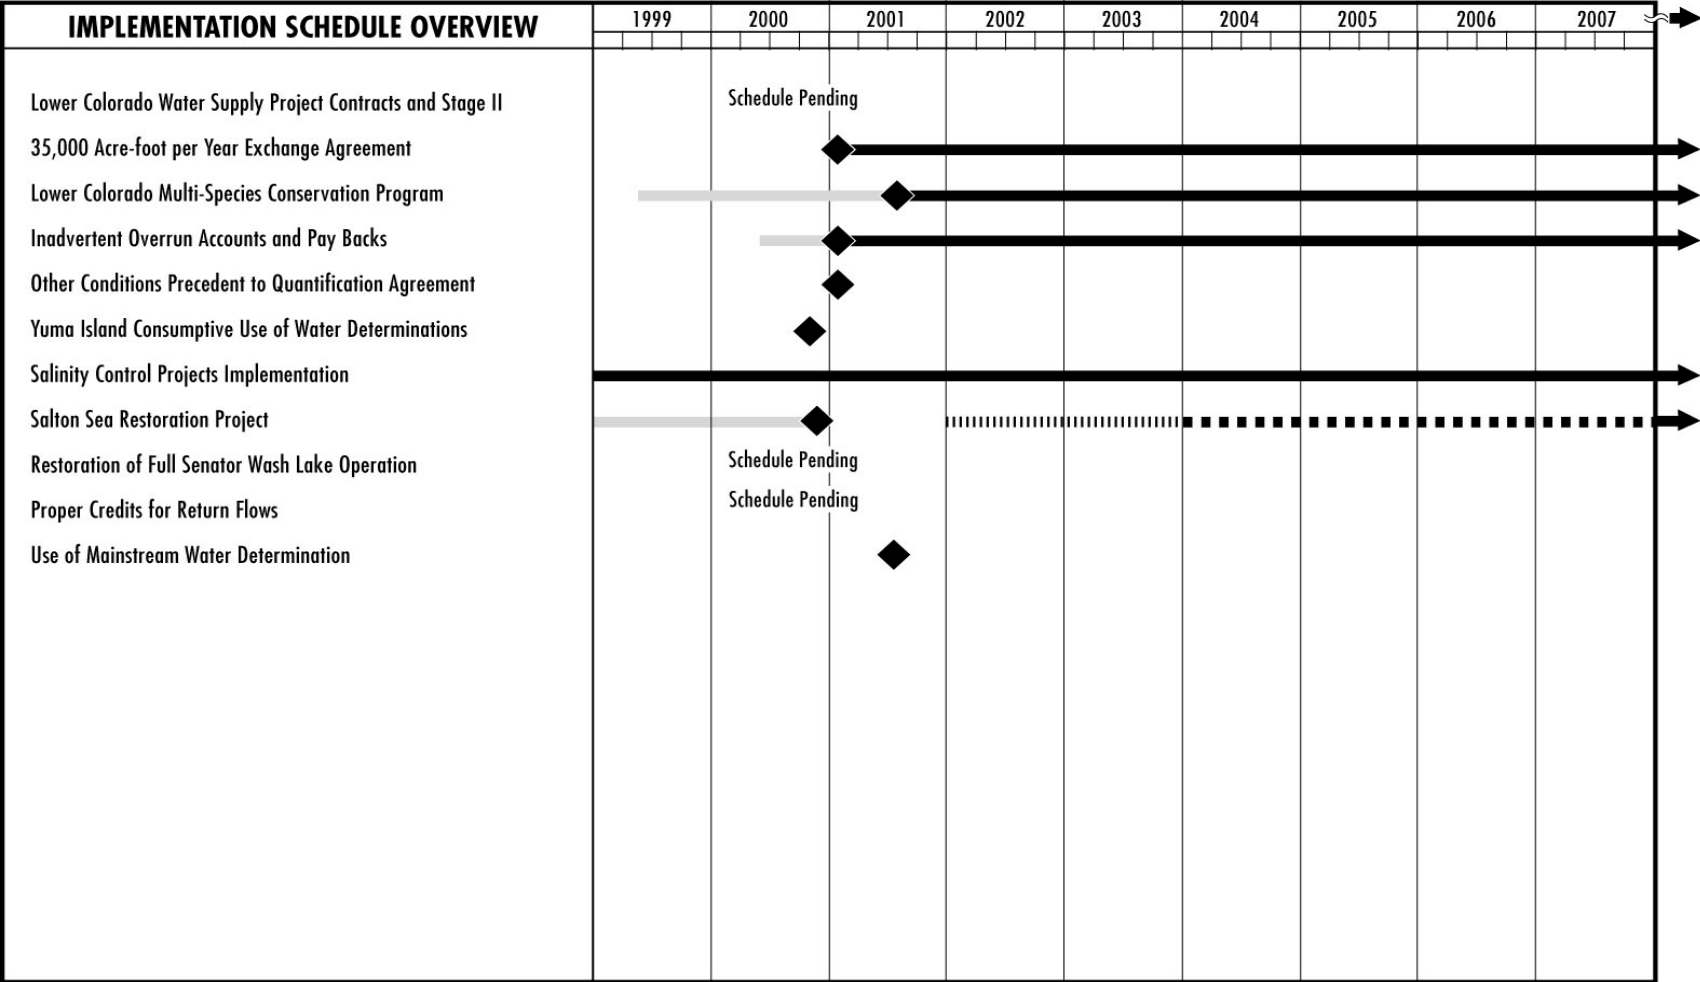 IMPLEMENTATION SCHEDULE OVERVIEW
1999 2000 2001 2002 2003 2004 2005 2006 2007
Lower Colorado Water Supply Project Contracts and Stage II
Schedule Pending
35,000 Acre-foot per Year Exchange Agreement
Lower Colorado Multi-Species Conservation Program
Inadvertent Overrun Accounts and Pay Backs
Other Conditions Precedent to Quantification Agreement
Yuma Island Consumptive Use of Water Determinations
Salinity Control Projects Implementation
Salton Sea Restoration Project
Restoration of Full Senator Wash Lake Operation
Schedule Pending
Proper Credits for Return Flows
Schedule Pending
Use of Mainstream Water Determination